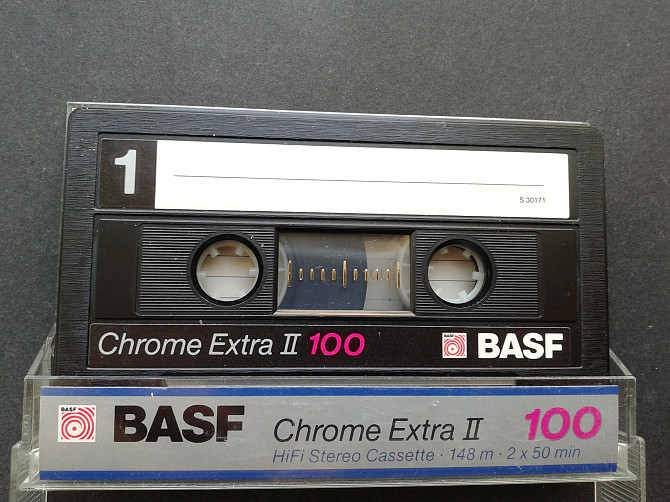 1
S 30171
Chrome Extra II 100 BASF
BASF
BASF Chrome Extra II 100
HiFi Stereo Cassette · 148 m · 2 x 50 min